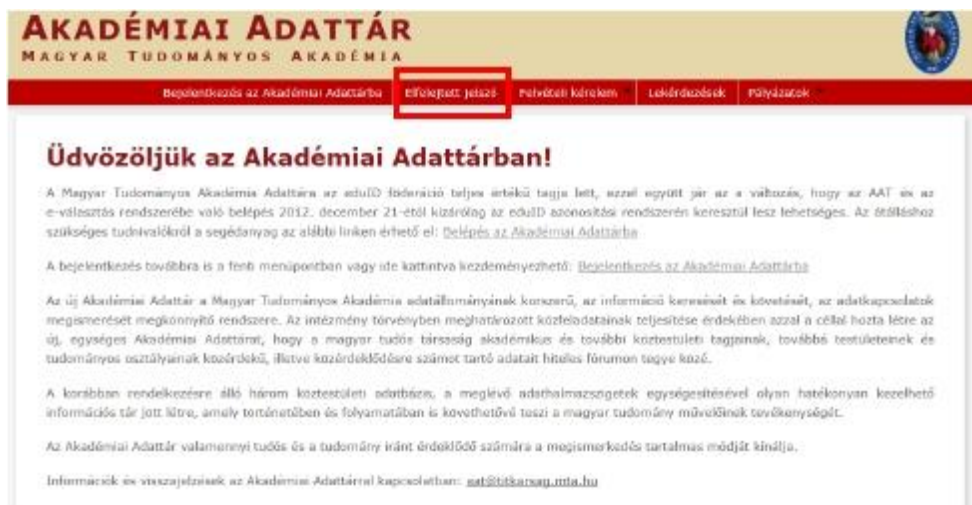 AKADÉMIAI ADATTÁR
MAGYAR TUDOMÁNYOS AKADÉMIA
Bejelentkezés az Akadémiai Adattárba Elfelejtett jelszó Felvételi kérelem Lekérdezések Pályázatok
Üdvözöljük az Akadémiai Adattárban!
A Magyar Tudományos Akadémia Adattára az eduID föderáció teljes értékű tagja lett, ezzel együtt jár az a változás, hogy az AAT és az
e-választás rendszerébe való belépés 2012. december 21-étől kizárólag az eduID azonosítási rendszerén keresztül lesz lehetséges. Az átálláshoz
szükséges tudnivalókról a segédanyag az alábbi linken érhető el: Belépés az Akadémiai Adattárba
A bejelentkezés továbbra is a fenti menüpontban vagy ide kattintva kezdeményezhető: Bejelentkezés az Akadémiai Adattárba
Az új Akadémiai Adattár a Magyar Tudományos Akadémia adatállományának korszerű, az információ keresését és követését, az adatkapcsolatok
megismerését megkönnyítő rendszere. Az intézmény törvényben meghatározott közfeladatainak teljesítése érdekében azzal a céllal hozta létre az
új, egységes Akadémiai Adattárat, hogy a magyar tudós társaság akadémikus és további köztestületi tagjainak, továbbá testületeinek és
tudományos osztályainak közérdekű, illetve közérdeklődésre számot tartó adatait hiteles fórumon tegye közé.
A korábban rendelkezésre álló három köztestületi adatbázis, a meglévő adathalmazszigetek egységesítésével olyan hatékonyan kezelhető
információs tár jött létre, amely történetében és folyamatában is követhetővé teszi a magyar tudomány művelőinek tevékenységét.
Az Akadémiai Adattár valamennyi tudós és a tudomány iránt érdeklődő számára a megismerkedés tartalmas módját kínálja.
Információk és visszajelzések az Akadémiai Adattárral kapcsolatban: aat@titkarsag.mta.hu